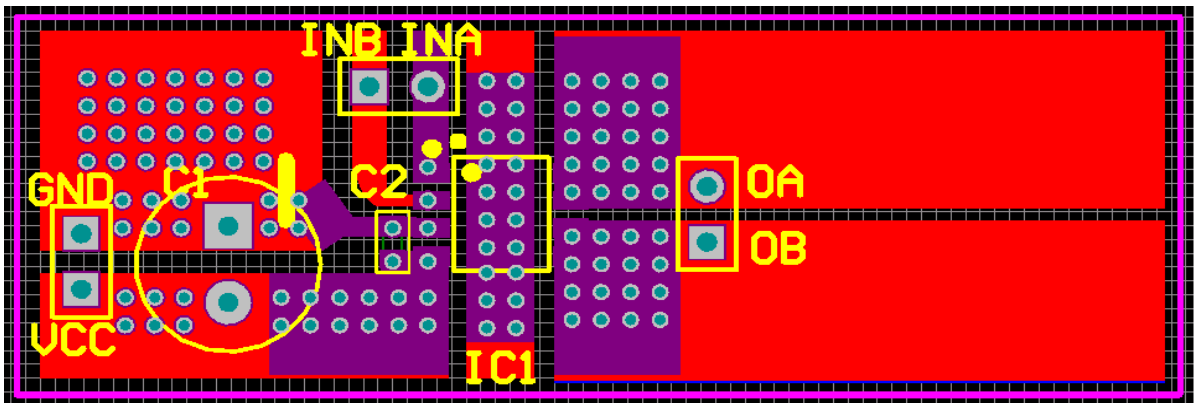 INB INA
GND
C1
C2
OA
OB
VCC
IC1